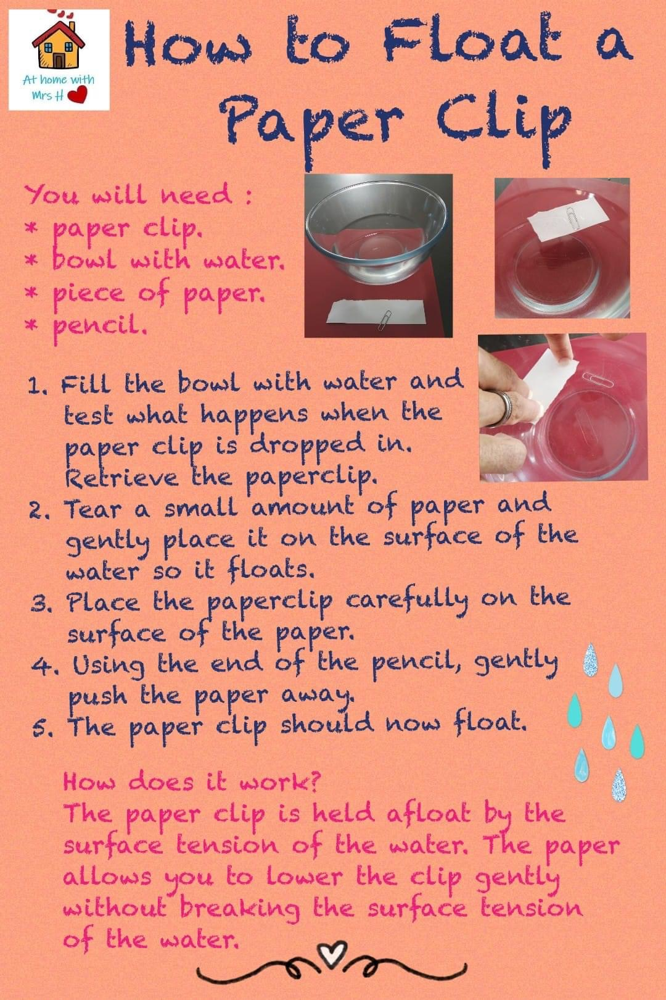 At home with
Mrs H
How to Float a
Paper Clip
You will need :
* paper clip.
* bowl with water.
* piece of paper.
* pencil.
1. Fill the bowl with water and
test what happens when the
paper clip is dropped in.
Retrieve the paperclip.
2. Tear a small amount of paper and
gently place it on the surface of the
water so it floats.
3. Place the paperclip carefully on the
surface of the paper.
4. Using the end of the pencil, gently
push the paper away.
5. The paper clip should now float.
How does it work?
The paper clip is held afloat by the
surface tension of the water. The paper
allows you to lower the clip gently
without breaking the surface tension
of the water.